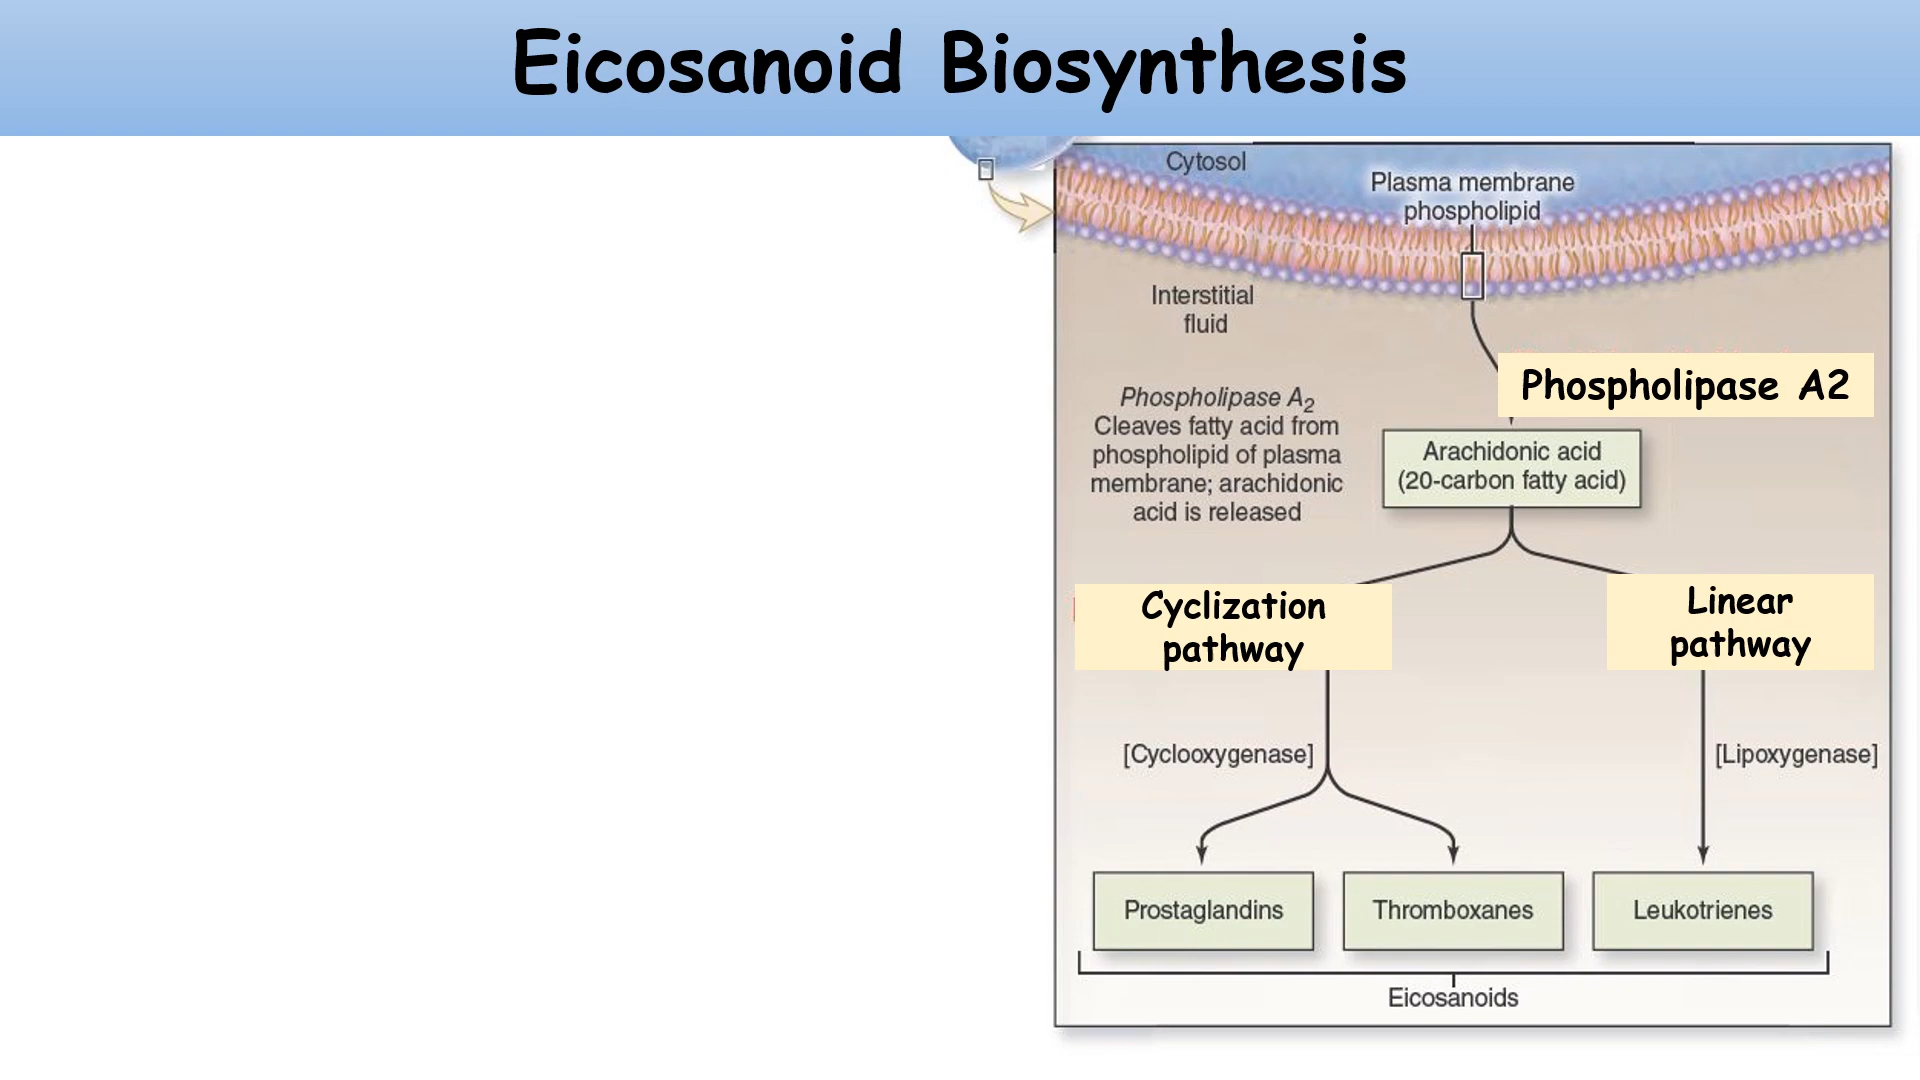 Eicosanoid Biosynthesis
Cytosol
Plasma membrane
phospholipid
Interstitial
fluid
Phospholipase A2
Phospholipase A₂
Cleaves fatty acid from
phospholipid of plasma
membrane; arachidonic
acid is released
Arachidonic acid
(20-carbon fatty acid)
Cyclization
pathway
Linear
pathway
[Cyclooxygenase]
[Lipoxygenase]
Prostaglandins
Thromboxanes
Leukotrienes
Eicosanoids